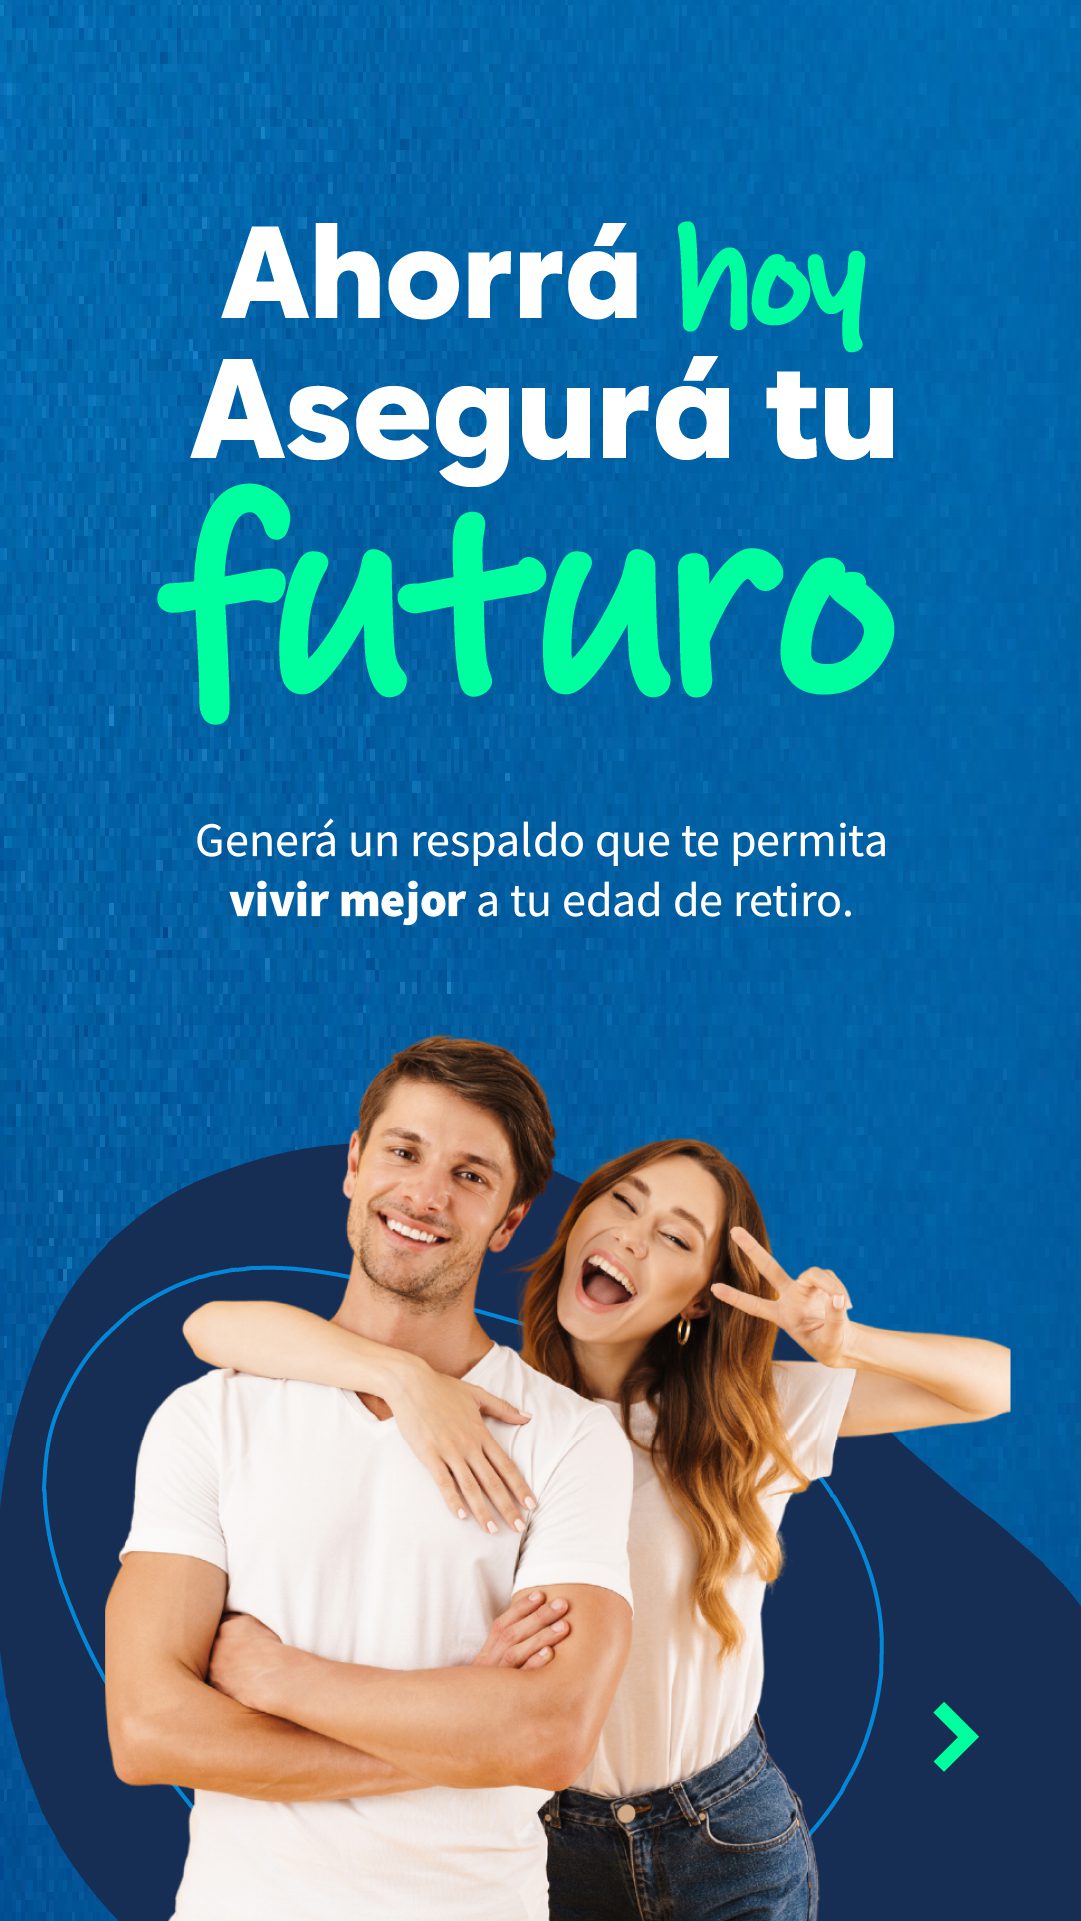 Ahorrá hoy
Asegurá tu
futuro
Generá un respaldo que te permita
vivir mejor a tu edad de retiro.